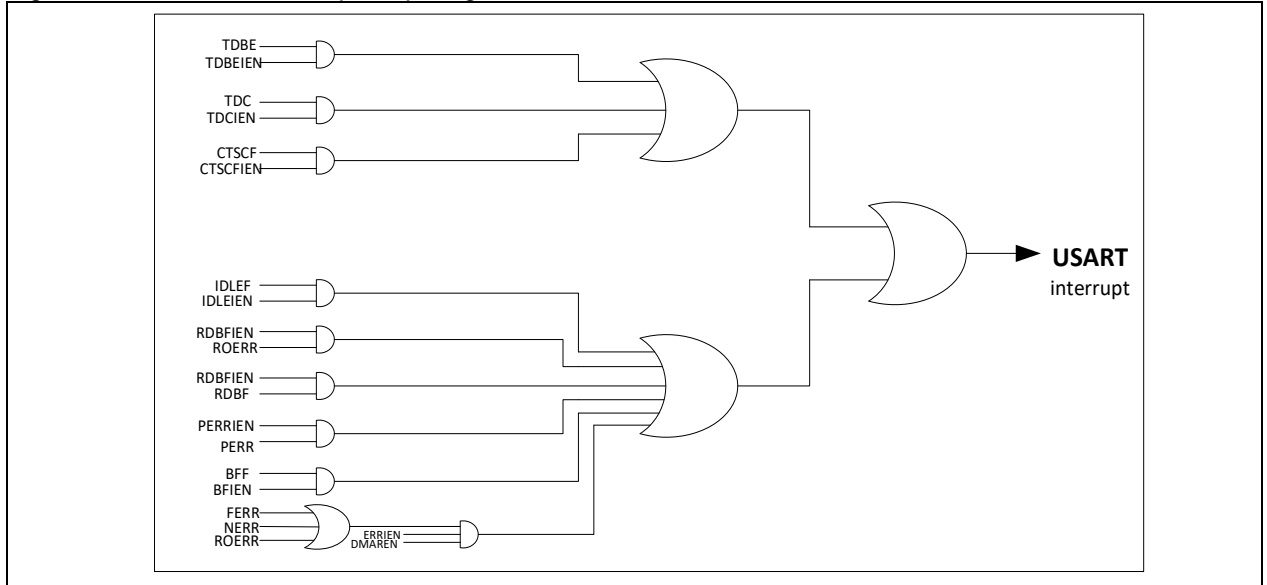 TDBE
TDBEIEN
TDC
TDCIEN
CTSCF
CTSCFIEN
IDLEF
IDLEIEN
RDBFIEN
ROERR
RDBFIEN
RDBF
PERRIEN
PERR
BFF
BFIEN
FERR
NERR
ROERR
ERRIEN
DMAREN
USART
interrupt